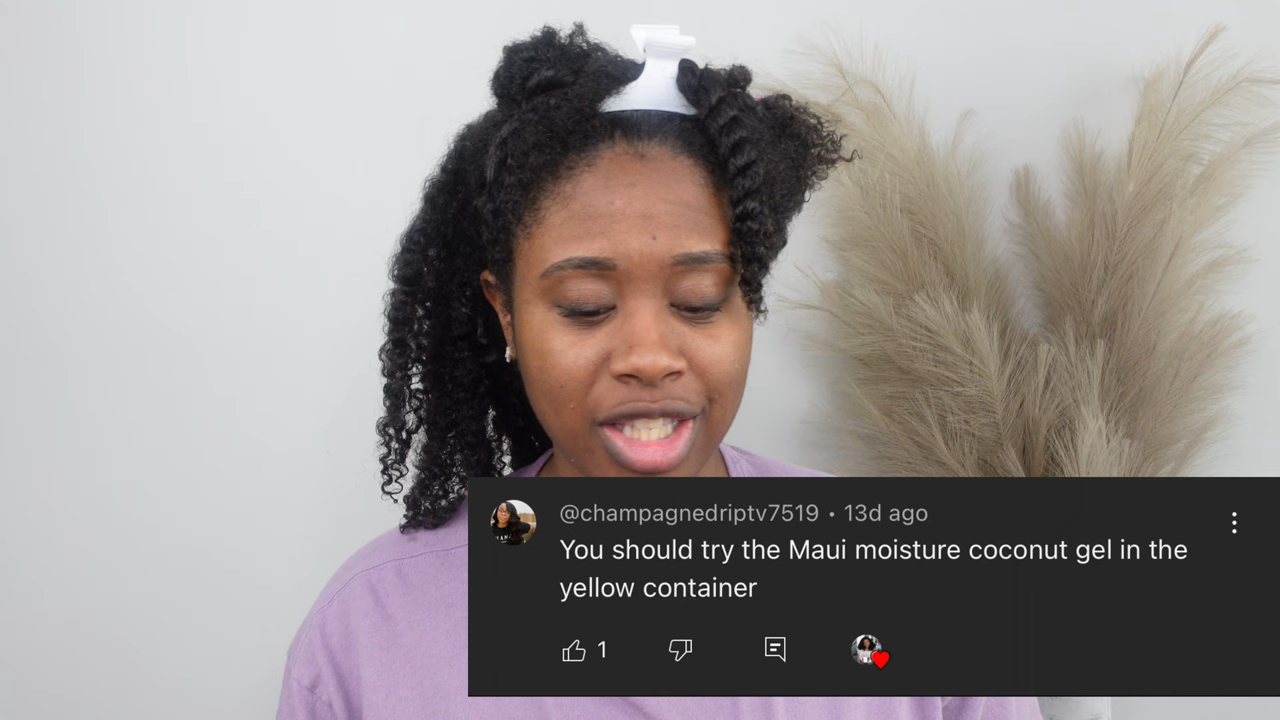 @champagnedriptv7519 • 13d ago
You should try the Maui moisture coconut gel in the
yellow container
1